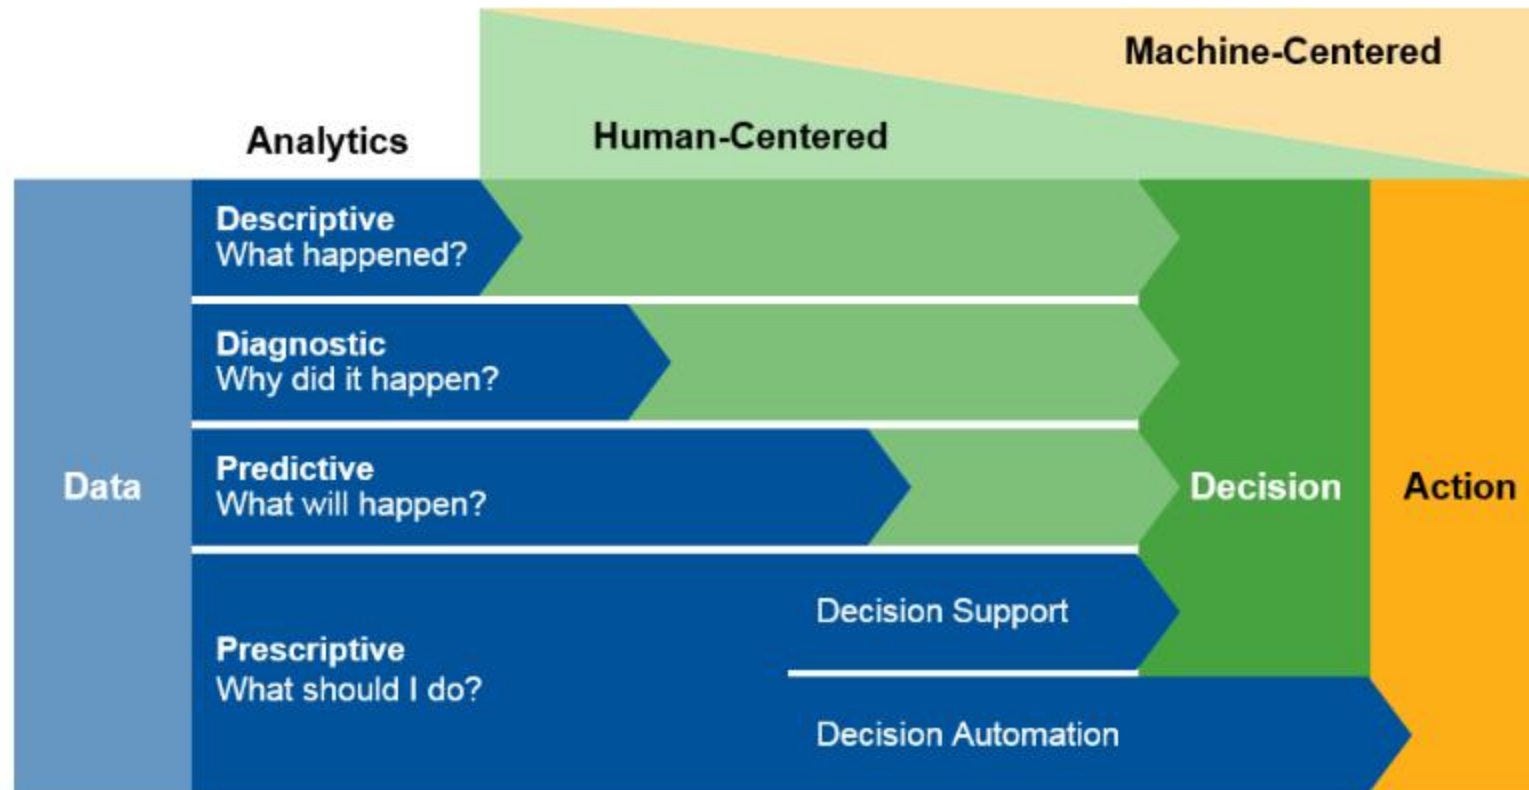 Machine-Centered
Analytics
Human-Centered
Descriptive
What happened?
Diagnostic
Why did it happen?
Data
Predictive
What will happen?
Decision
Action
Prescriptive
What should I do?
Decision Support
Decision Automation